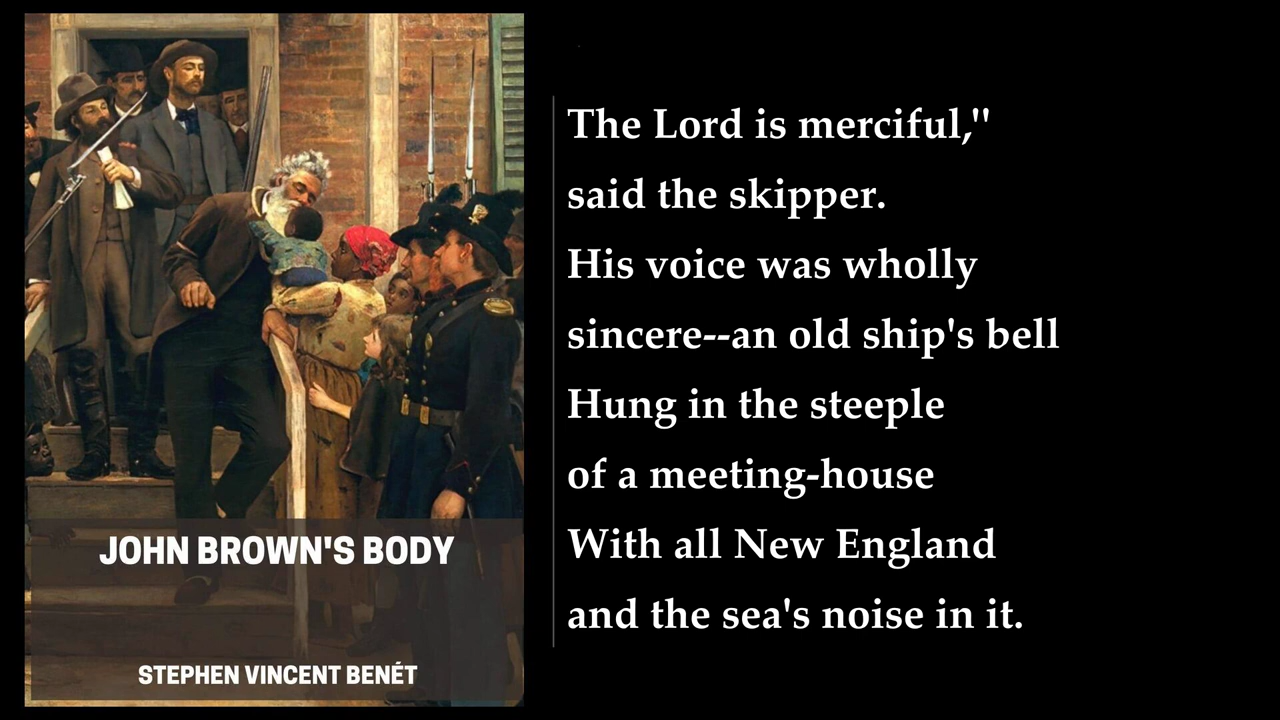 JOHN BROWN'S BODY
STEPHEN VINCENT BENÉT
The Lord is merciful,"
said the skipper.
His voice was wholly
sincere--an old ship's bell
Hung in the steeple
of a meeting-house
With all New England
and the sea's noise in it.